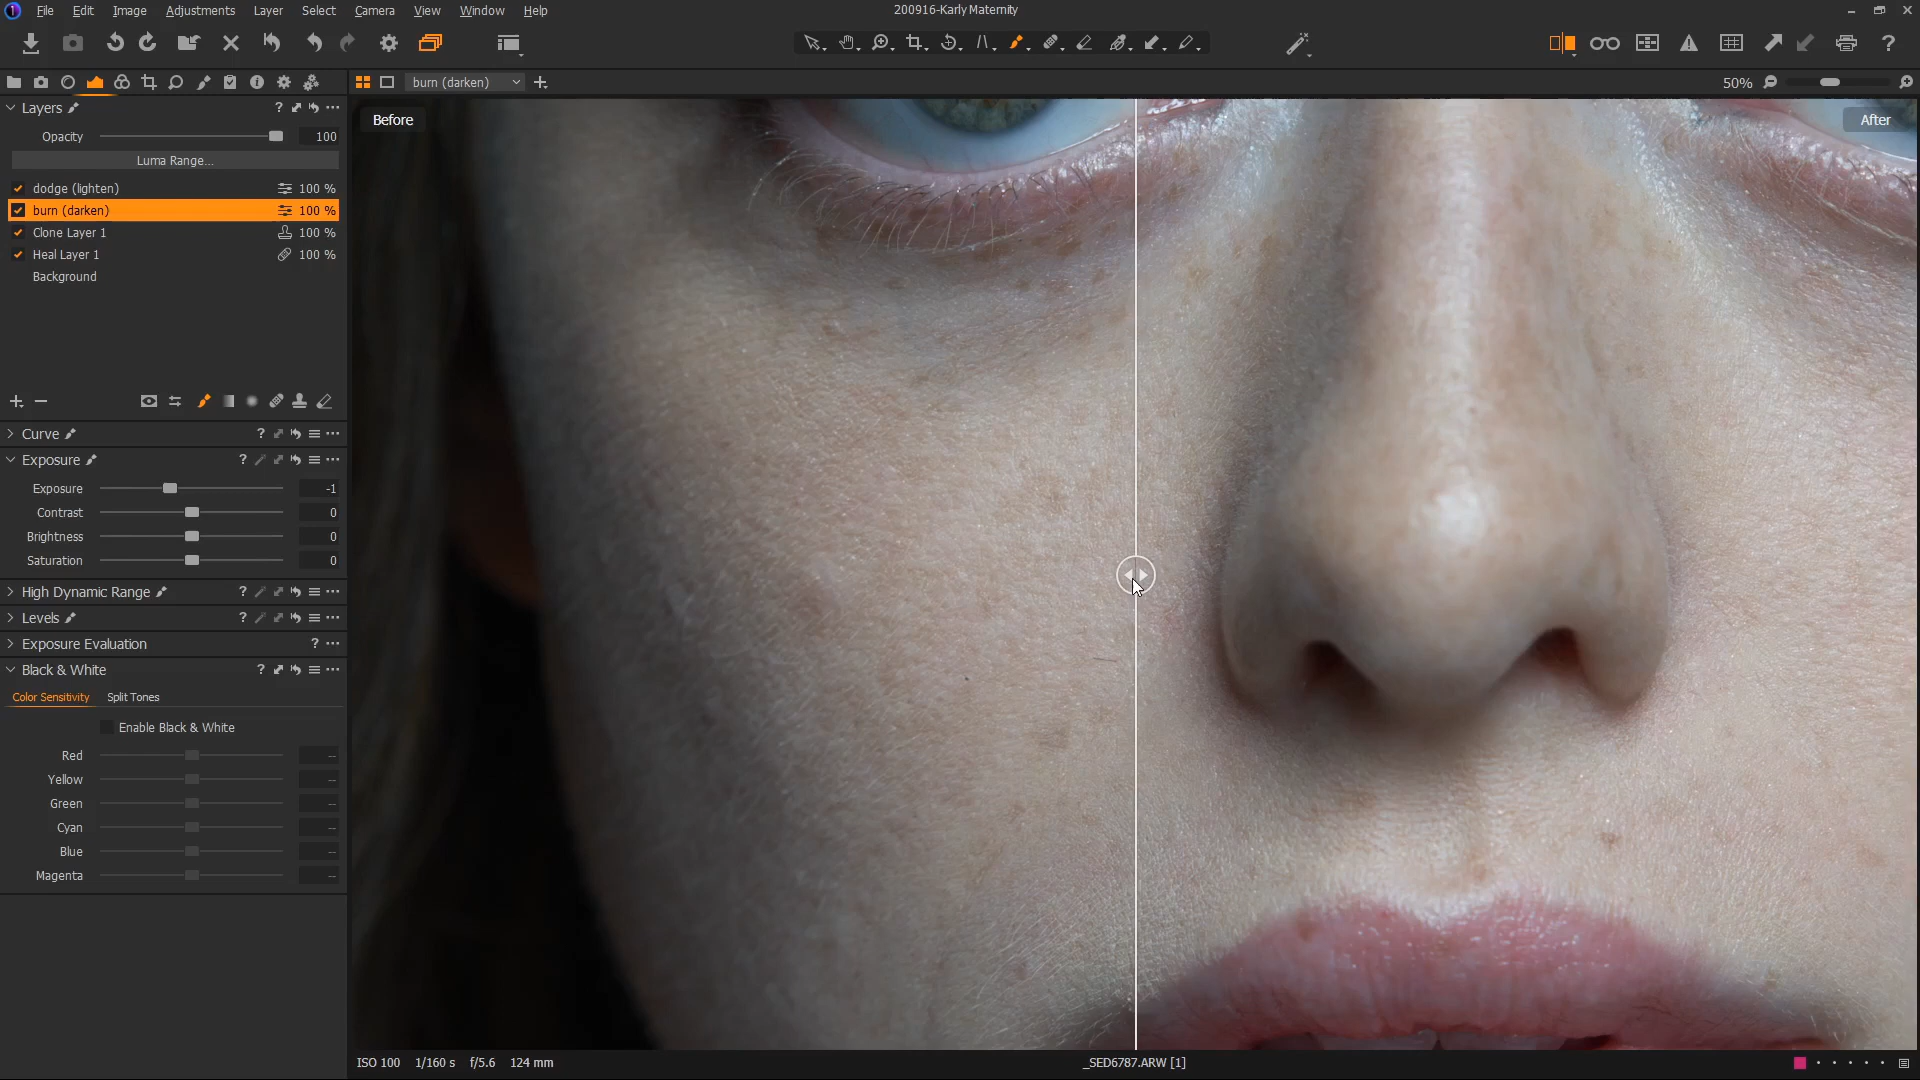 File Edit Image Adjustments Layer Select Camera View Window Help
200916-Karly Maternity
burn (darken)
50%
Layers
Opacity 100
Luma Range...
dodge (lighten) 100 %
burn (darken) 100 %
Clone Layer 1 100 %
Heal Layer 1 100 %
Background
Curve
Exposure
Exposure -1
Contrast 0
Brightness 0
Saturation 0
High Dynamic Range
Levels
Exposure Evaluation
Black & White
Color Sensitivity Split Tones
Enable Black & White
Red --
Yellow --
Green --
Cyan --
Blue --
Magenta --
Before
After
ISO 100 1/160 s f/5.6 124 mm
_SED6787.ARW [1]